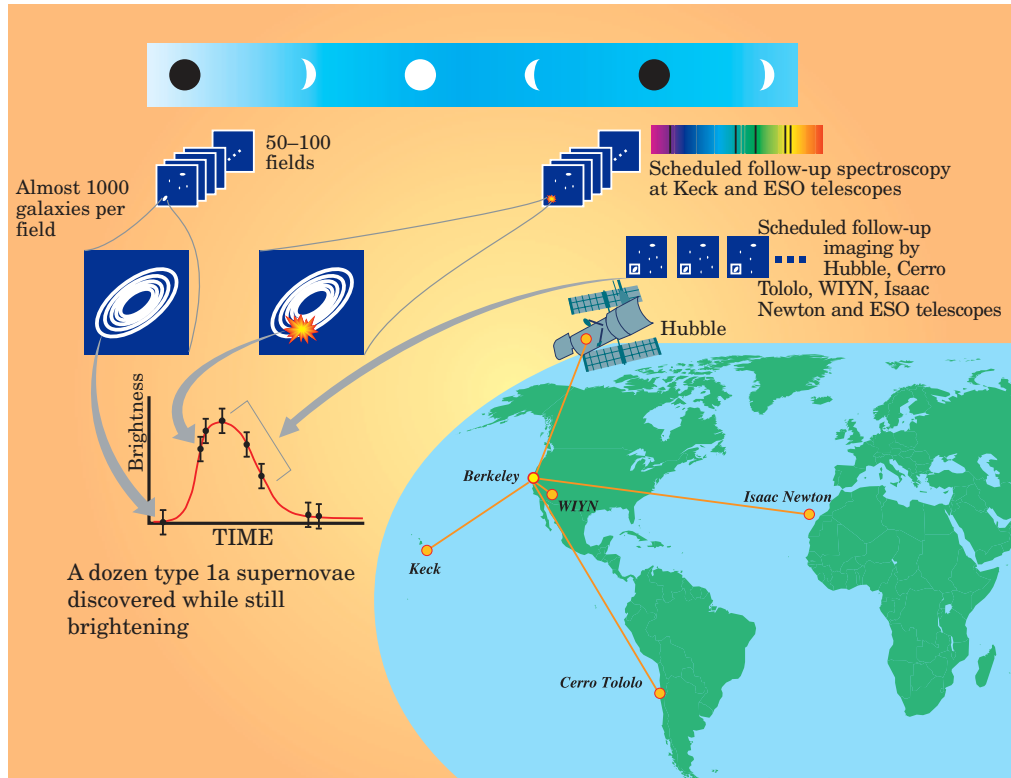 50–100
fields
Almost 1000
galaxies per
field
Scheduled follow-up spectroscopy
at Keck and ESO telescopes
Scheduled follow-up
imaging by
Hubble, Cerro
Tololo, WIYN, Isaac
Newton and ESO telescopes
Hubble
Brightness
TIME
A dozen type 1a supernovae
discovered while still
brightening
Berkeley
WIYN
Isaac Newton
Keck
Cerro Tololo